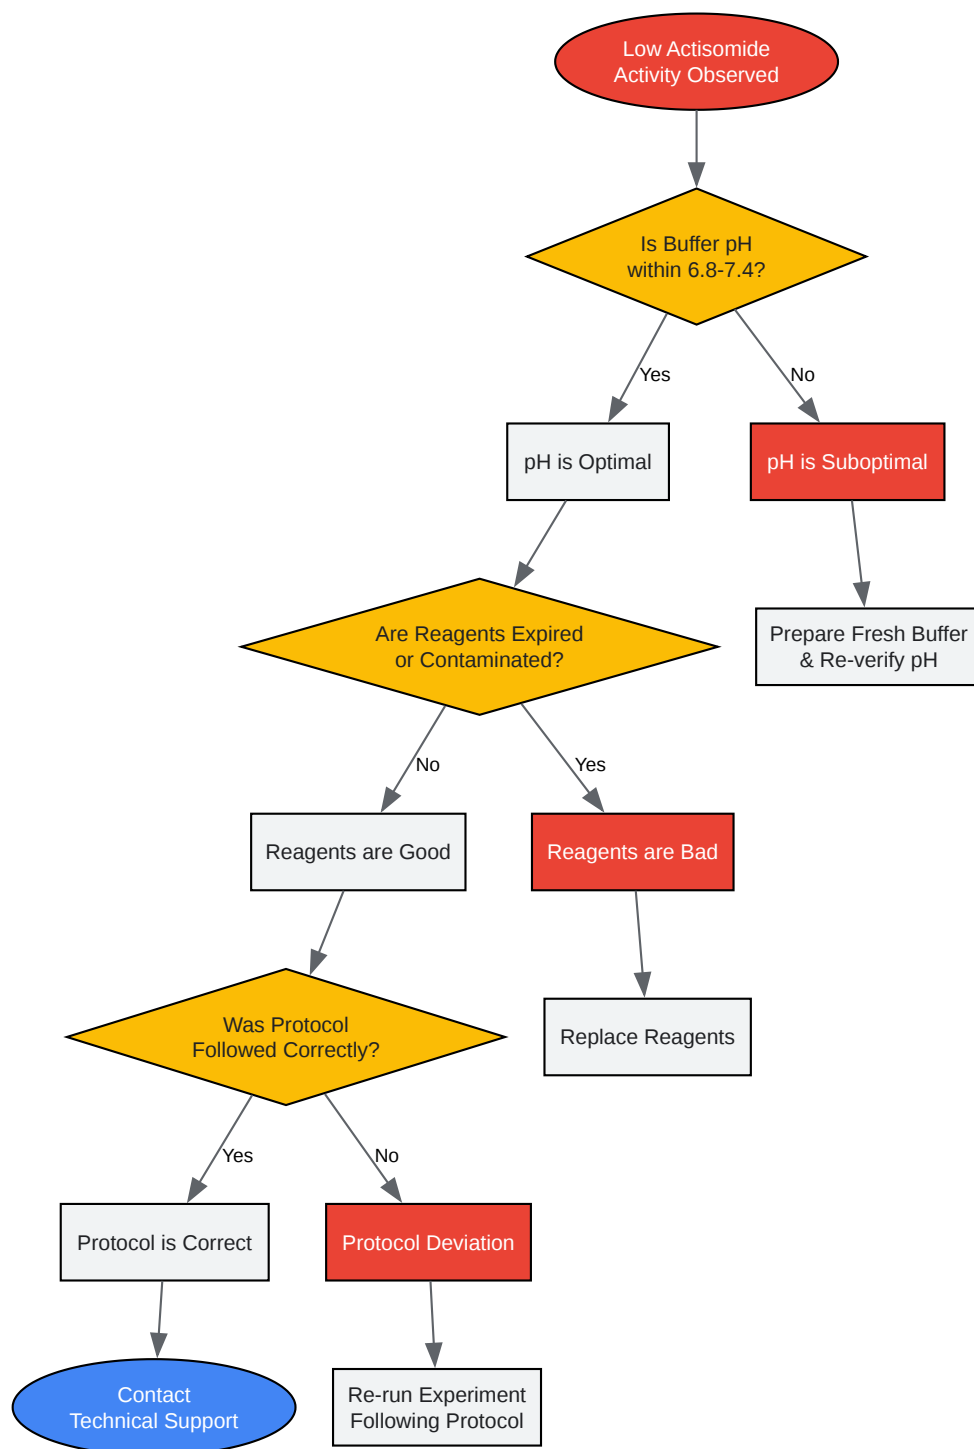 Low Actisomide
Activity Observed
Is Buffer pH
within 6.8-7.4?
Yes
No
pH is Optimal
pH is Suboptimal
Are Reagents Expired
or Contaminated?
Prepare Fresh Buffer
& Re-verify pH
No
Yes
Reagents are Good
Reagents are Bad
Was Protocol
Followed Correctly?
Replace Reagents
Yes
No
Protocol is Correct
Protocol Deviation
Contact
Technical Support
Re-run Experiment
Following Protocol